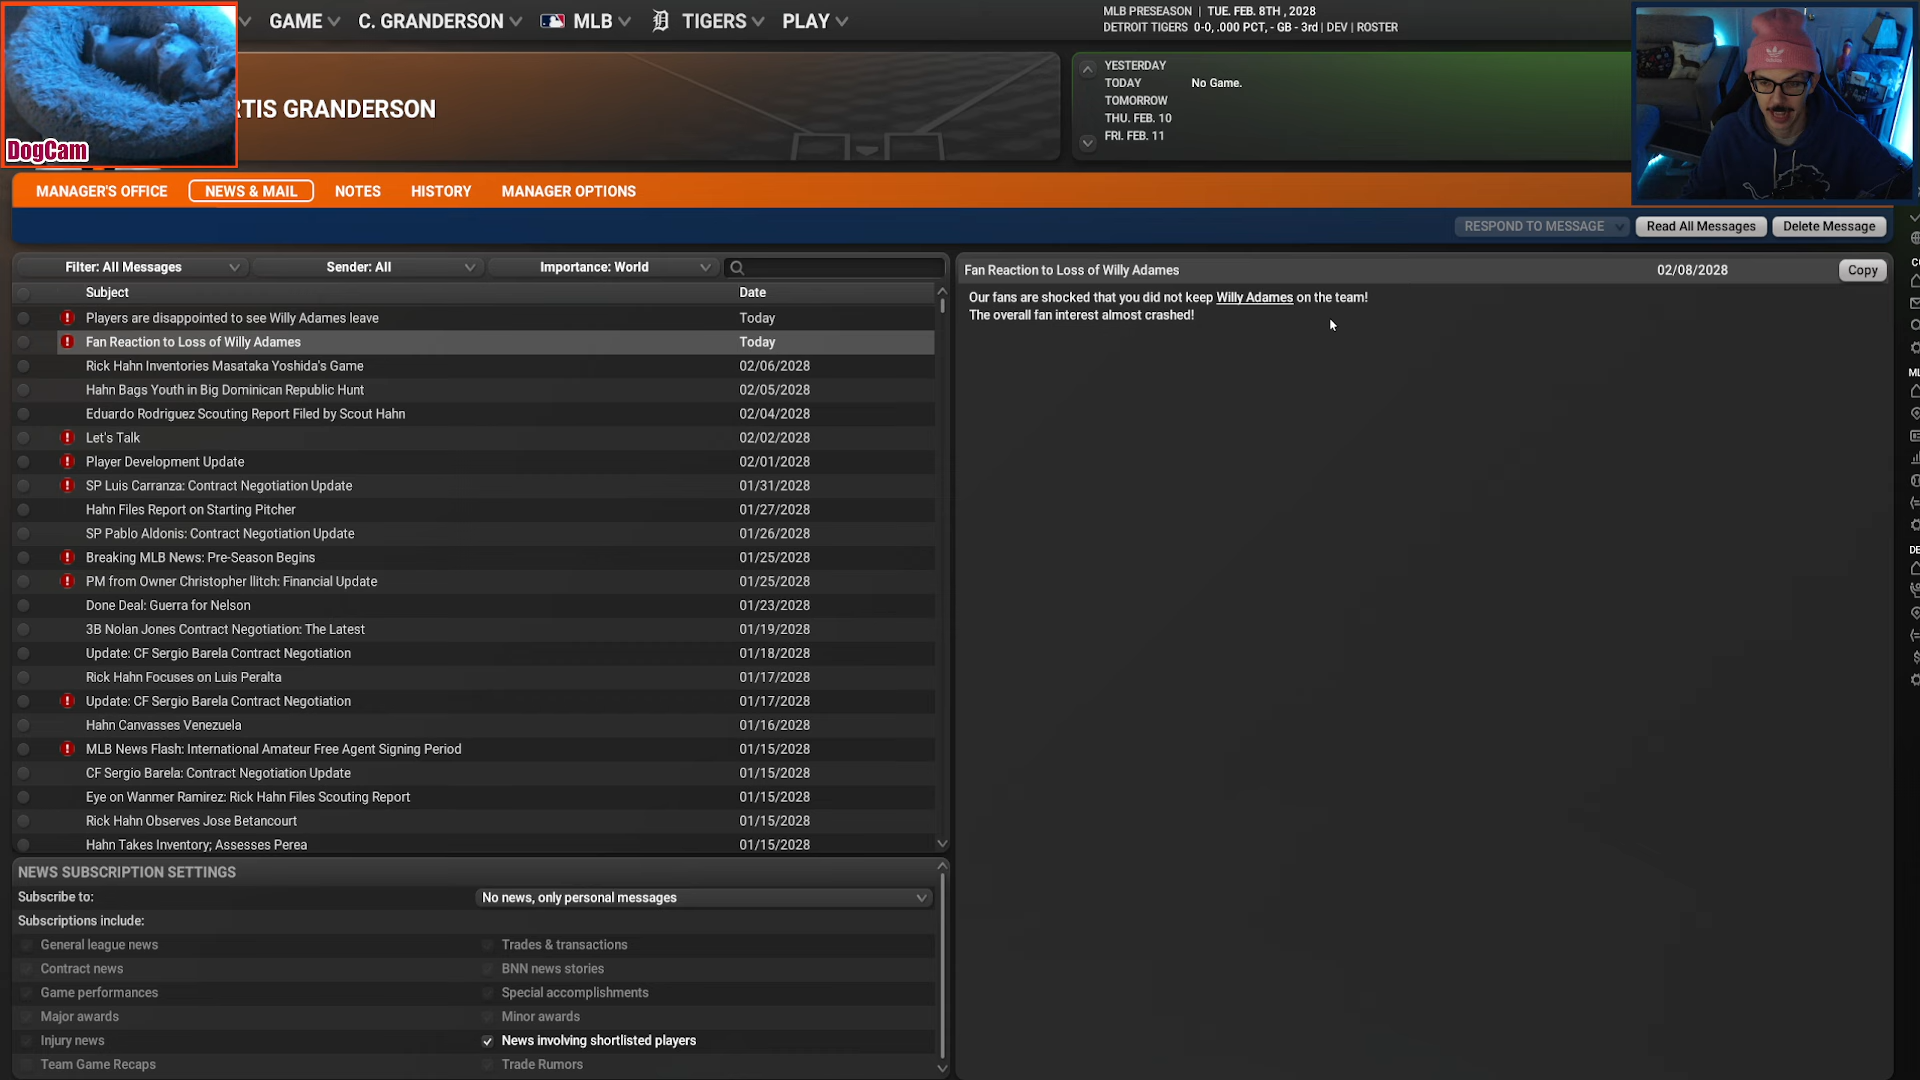 GAME
C. GRANDERSON
MLB
TIGERS
PLAY
MLB PRESEASON | TUE. FEB. 8TH , 2028
DETROIT TIGERS 0-0, .000 PCT, - GB - 3rd | DEV | ROSTER
DogCam
RTIS GRANDERSON
YESTERDAY
TODAY No Game.
TOMORROW
THU. FEB. 10
FRI. FEB. 11
MANAGER'S OFFICE
NEWS & MAIL
NOTES
HISTORY
MANAGER OPTIONS
RESPOND TO MESSAGE
Read All Messages
Delete Message
Filter: All Messages
Sender: All
Importance: World
Subject Date
Players are disappointed to see Willy Adames leave Today
Fan Reaction to Loss of Willy Adames Today
Rick Hahn Inventories Masataka Yoshida's Game 02/06/2028
Hahn Bags Youth in Big Dominican Republic Hunt 02/05/2028
Eduardo Rodriguez Scouting Report Filed by Scout Hahn 02/04/2028
Let's Talk 02/02/2028
Player Development Update 02/01/2028
SP Luis Carranza: Contract Negotiation Update 01/31/2028
Hahn Files Report on Starting Pitcher 01/27/2028
SP Pablo Aldonis: Contract Negotiation Update 01/26/2028
Breaking MLB News: Pre-Season Begins 01/25/2028
PM from Owner Christopher Ilitch: Financial Update 01/25/2028
Done Deal: Guerra for Nelson 01/23/2028
3B Nolan Jones Contract Negotiation: The Latest 01/19/2028
Update: CF Sergio Barela Contract Negotiation 01/18/2028
Rick Hahn Focuses on Luis Peralta 01/17/2028
Update: CF Sergio Barela Contract Negotiation 01/17/2028
Hahn Canvasses Venezuela 01/16/2028
MLB News Flash: International Amateur Free Agent Signing Period 01/15/2028
CF Sergio Barela: Contract Negotiation Update 01/15/2028
Eye on Wanmer Ramirez: Rick Hahn Files Scouting Report 01/15/2028
Rick Hahn Observes Jose Betancourt 01/15/2028
Hahn Takes Inventory; Assesses Perea 01/15/2028
Fan Reaction to Loss of Willy Adames 02/08/2028 Copy
Our fans are shocked that you did not keep Willy Adames on the team!
The overall fan interest almost crashed!
NEWS SUBSCRIPTION SETTINGS
Subscribe to: No news, only personal messages
Subscriptions include:
General league news Trades & transactions
Contract news BNN news stories
Game performances Special accomplishments
Major awards Minor awards
Injury news News involving shortlisted players
Team Game Recaps Trade Rumors